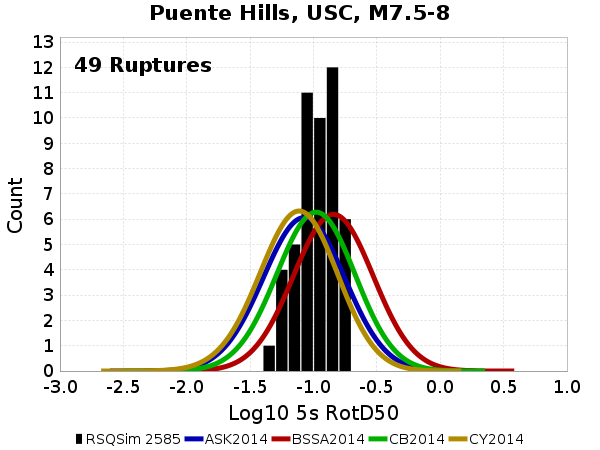 Puente Hills, USC, M7.5-8
49 Ruptures
Count
13
12
11
10
9
8
7
6
5
4
3
2
1
0
-3.0 -2.5 -2.0 -1.5 -1.0 -0.5 0.0 0.5 1.0
Log10 5s RotD50
RSQSim 2585 ASK2014 BSSA2014 CB2014 CY2014